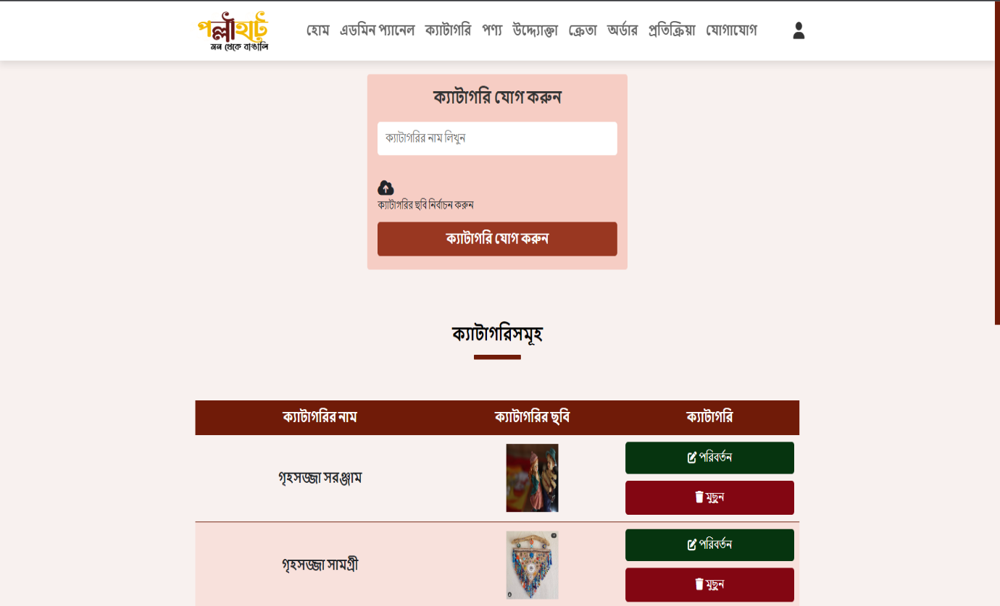 পল্লীহাট
মন থেকে বাঙালি
হোম এডমিন প্যানেল ক্যাটাগরি পণ্য উদ্দ্যোক্তা ক্রেতা অর্ডার প্রতিক্রিয়া যোগাযোগ
ক্যাটাগরি যোগ করুন
ক্যাটাগরির নাম লিখুন
ক্যাটাগরির ছবি নির্বাচন করুন
ক্যাটাগরি যোগ করুন
ক্যাটাগরিসমূহ
ক্যাটাগরির নাম ক্যাটাগরির ছবি ক্যাটাগরি
গৃহসজ্জা সরঞ্জাম
পরিবর্তন
মুছুন
গৃহসজ্জা সামগ্রী
পরিবর্তন
মুছুন